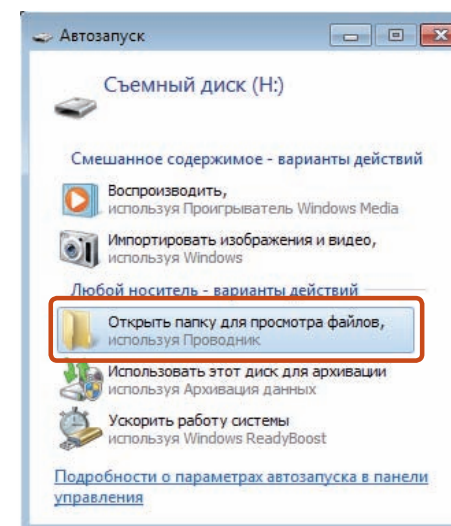 Автозапуск
Съемный диск (H:)
Смешанное содержимое - варианты действий
Воспроизводить,
используя Проигрыватель Windows Media
Импортировать изображения и видео,
используя Windows
Любой носитель - варианты действий
Открыть папку для просмотра файлов,
используя Проводник
Использовать этот диск для архивации
используя Архивация данных
Ускорить работу системы
используя Windows ReadyBoost
Подробности о параметрах автозапуска в панели
управления